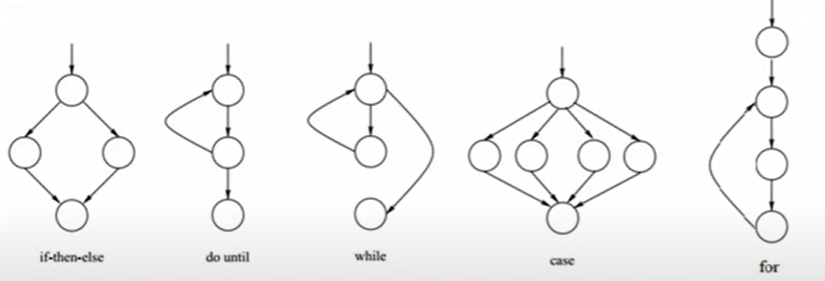 if-then-else
do until
while
case
for